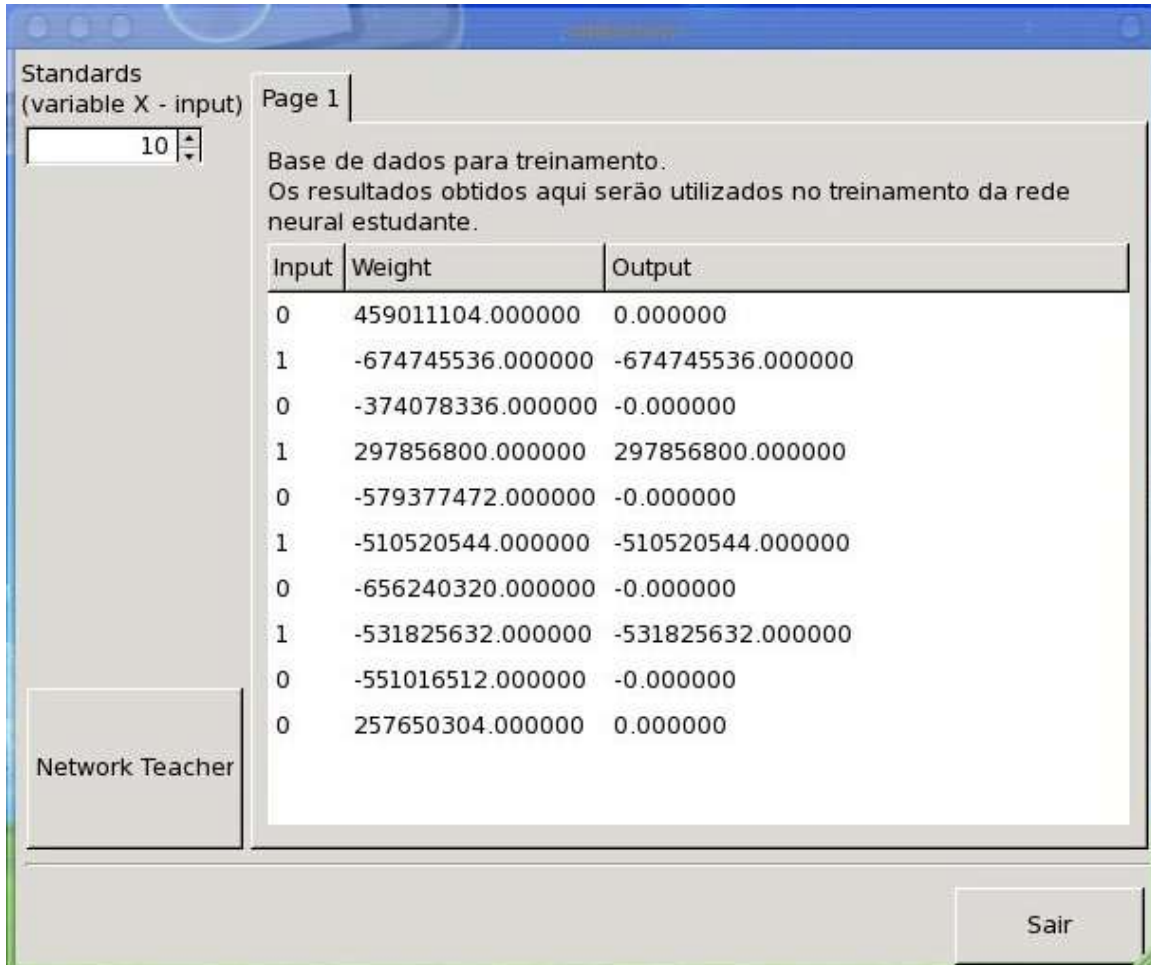 Standards
(variable X - input)
10
Page 1
Base de dados para treinamento.
Os resultados obtidos aqui serão utilizados no treinamento da rede
neural estudante.
Input Weight Output
0 459011104.000000 0.000000
1 -674745536.000000 -674745536.000000
0 -374078336.000000 -0.000000
1 297856800.000000 297856800.000000
0 -579377472.000000 -0.000000
1 -510520544.000000 -510520544.000000
0 -656240320.000000 -0.000000
1 -531825632.000000 -531825632.000000
0 -551016512.000000 -0.000000
0 257650304.000000 0.000000
Network Teacher
Sair